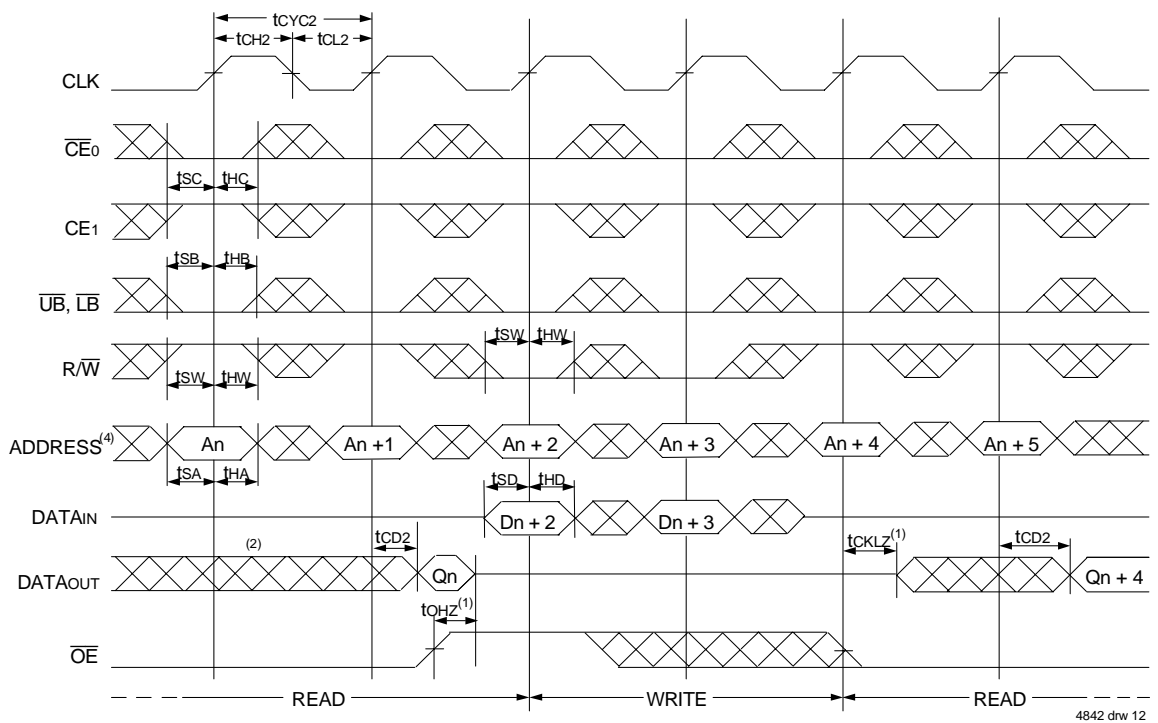 tCYC2
tCH2 tCL2
CLK
CE0
tSC tHC
CE1
tSB tHB
UB, LB
tSW tHW
R/W
tSW tHW
ADDRESS(4) An An +1 An + 2 An + 3 An + 4 An + 5
tSA tHA tSD tHD
DATAIN Dn + 2 Dn + 3
(2) tCD2 tCKLZ(1) tCD2
DATAOUT Qn Qn + 4
tOHZ(1)
OE
READ WRITE READ
4842 drw 12